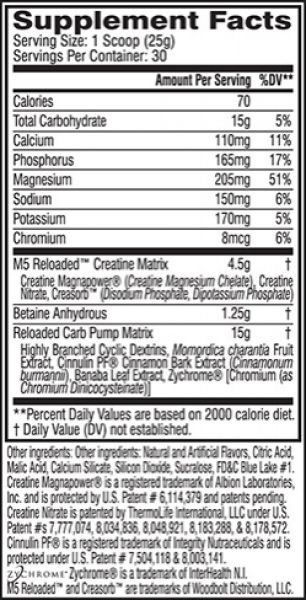 Supplement Facts
Serving Size: 1 Scoop (25g)
Servings Per Container: 30
Amount Per Serving %DV**
Calories 70
Total Carbohydrate 15g 5%
Calcium 110mg 11%
Phosphorus 165mg 17%
Magnesium 205mg 51%
Sodium 150mg 6%
Potassium 170mg 5%
Chromium 8mcg 6%
M5 Reloaded™ Creatine Matrix 4.5g †
Creatine Magnapower® (Creatine Magnesium Chelate), Creatine
Nitrate, Creasorb™ (Disodium Phosphate, Dipotassium Phosphate)
Betaine Anhydrous 1.25g †
Reloaded Carb Pump Matrix 15g †
Highly Branched Cyclic Dextrins, Momordica charantia Fruit
Extract, Cinnulin PF® Cinnamon Bark Extract (Cinnamonum
burmannii), Banaba Leaf Extract, Zychrome® [Chromium (as
Chromium Dinicocysteinate)]
**Percent Daily Values are based on 2000 calorie diet.
† Daily Value (DV) not established.
Other ingredients: Other ingredients: Natural and Artificial Flavors, Citric Acid,
Malic Acid, Calcium Silicate, Silicon Dioxide, Sucralose, FD&C Blue Lake #1.
Creatine Magnapower® is a registered trademark of Albion Laboratories,
Inc. and is protected by U.S. Patent # 6,114,379 and patents pending.
Creatine Nitrate is patented by ThermoLife International, LLC under U.S.
Patent #s 7,777,074, 8,034,836, 8,048,921, 8,183,288, & 8,178,572.
Cinnulin PF® is a registered trademark of Integrity Nutraceuticals and is
protected under U.S. Patent # 7,504,118 & 8,003,141.
ZYCHROME® Zychrome® is a trademark of InterHealth N.I.
M5 Reloaded™ and Creasorb™ are trademarks of Woodbolt Distribution, LLC.